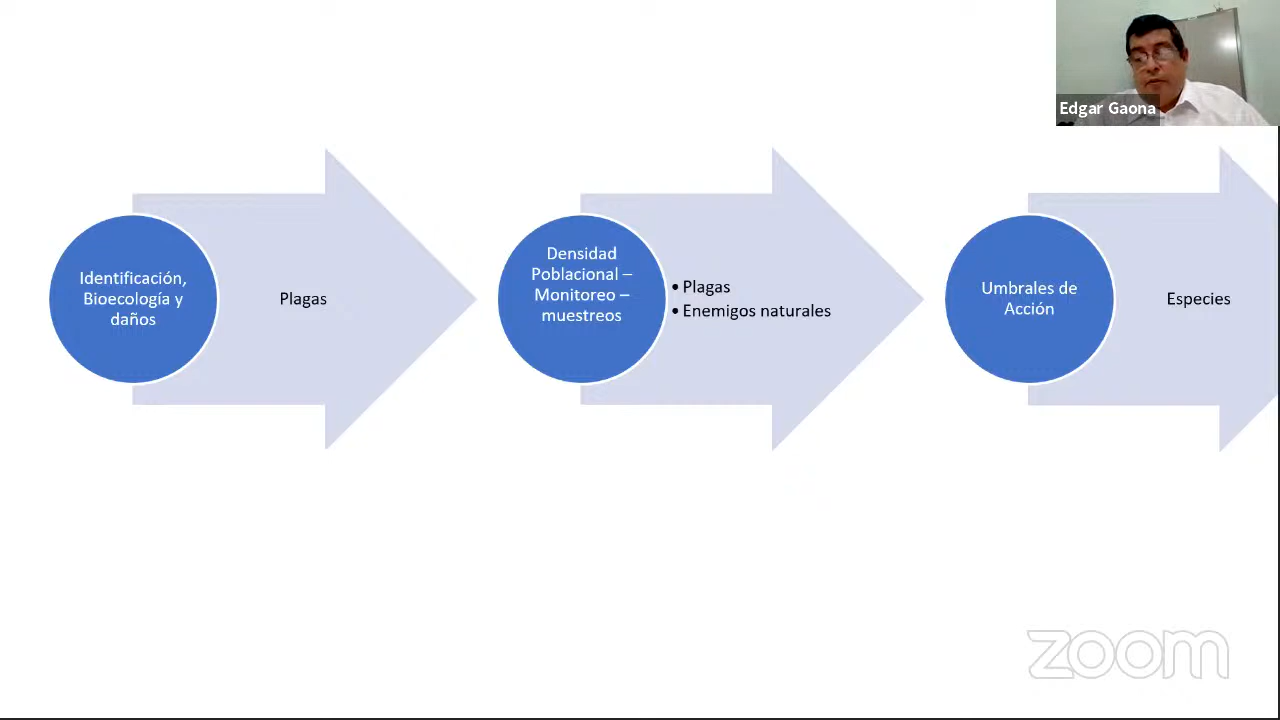 Edgar Gaona
Identificación,
Bioecología y
daños
Plagas
Densidad
Poblacional –
Monitoreo –
muestreos
• Plagas
• Enemigos naturales
Umbrales de
Acción
Especies
zoom